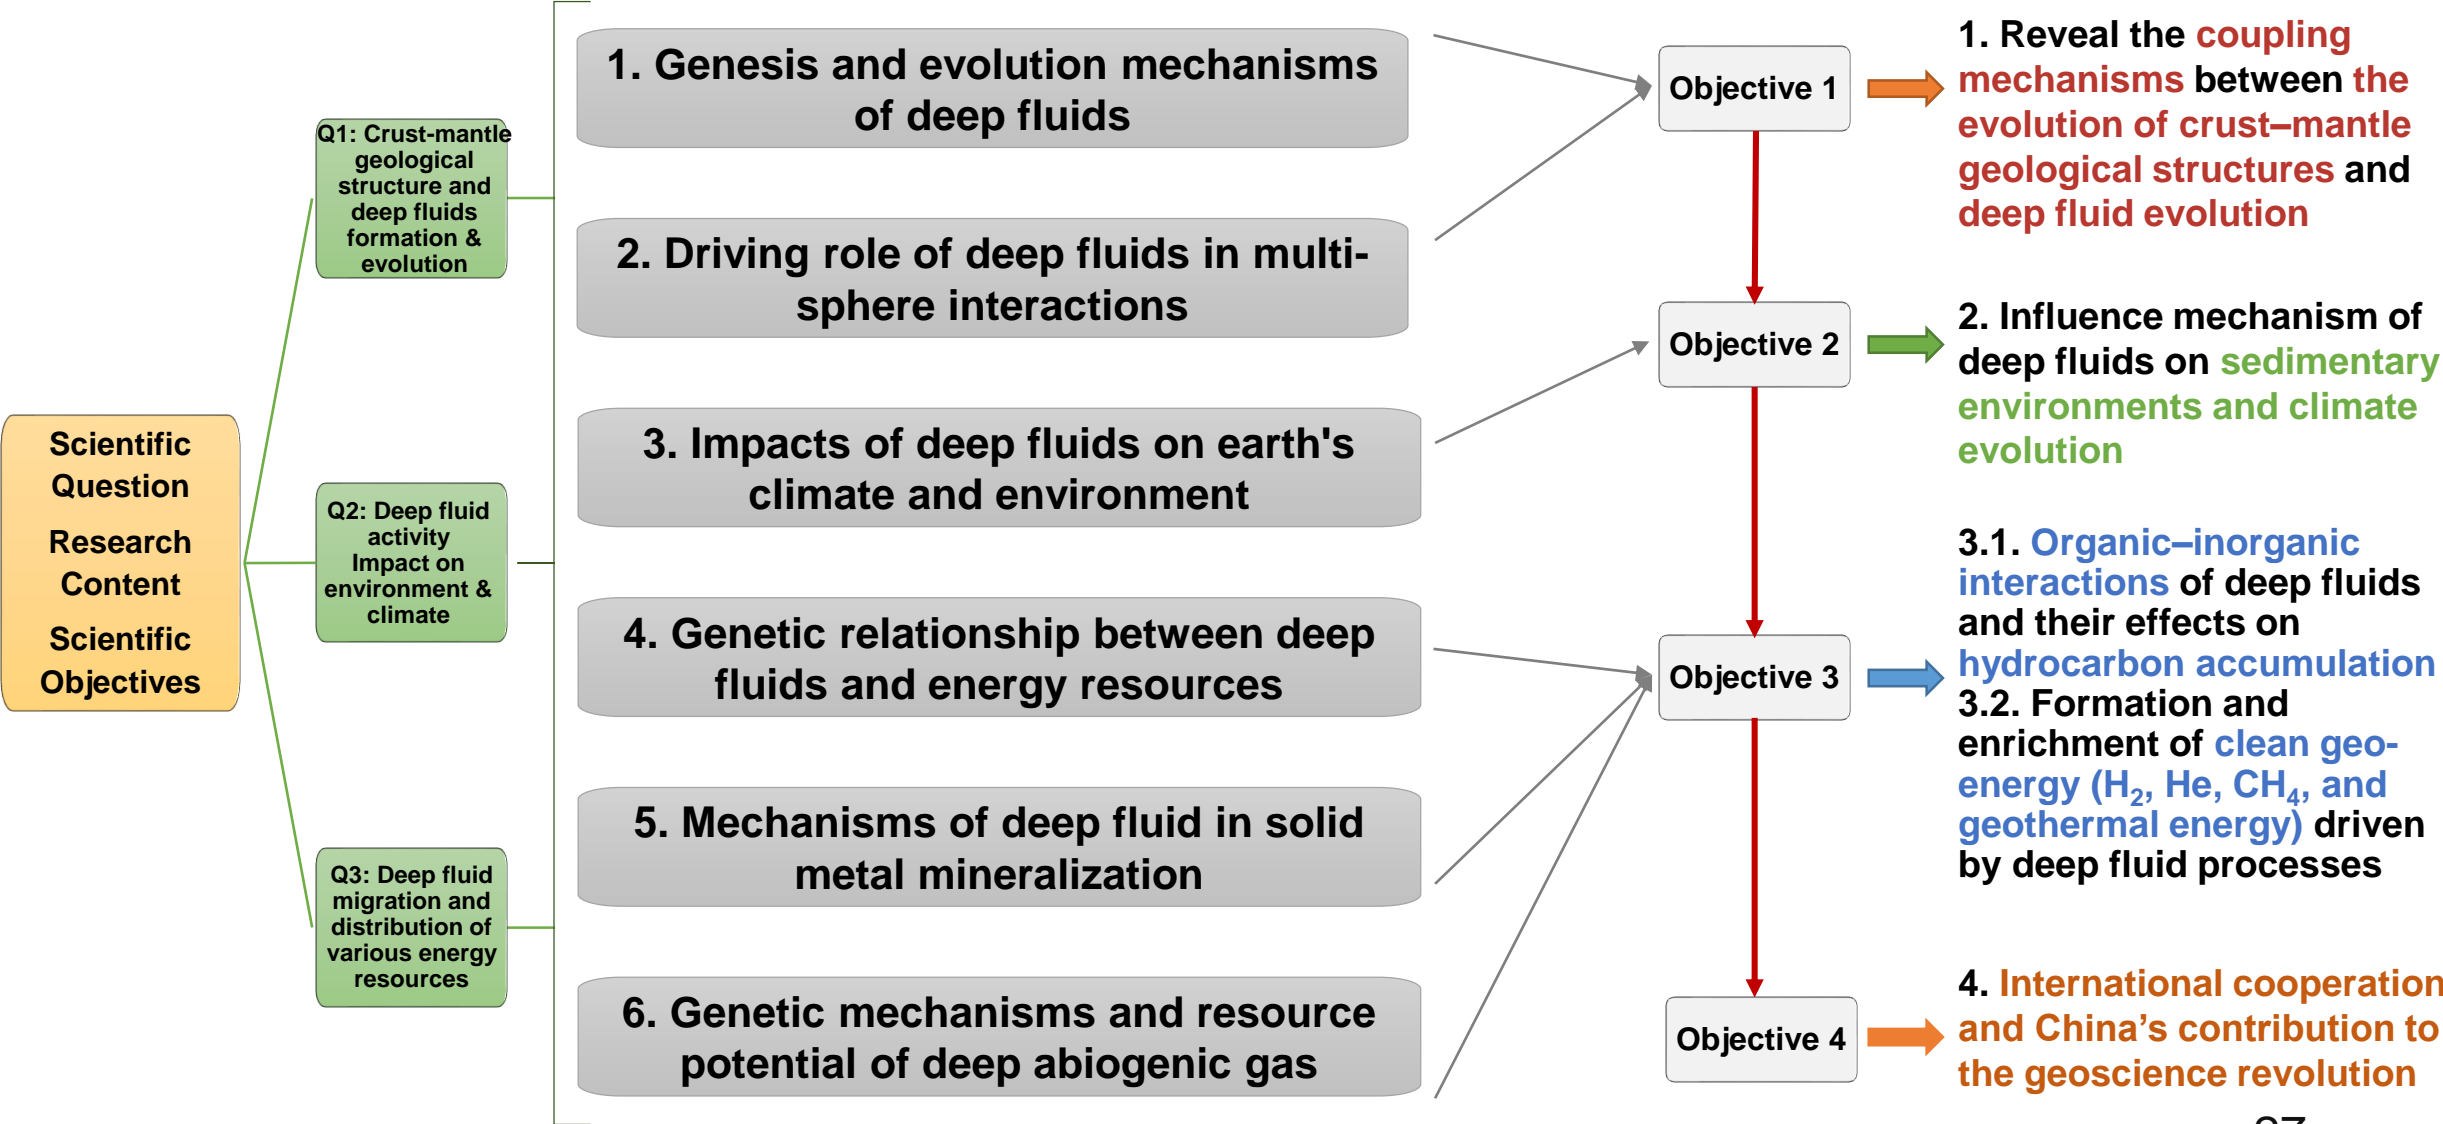 Scientific
Question
Research
Content
Scientific
Objectives
Q1: Crust-mantle
geological
structure and
deep fluids
formation &
evolution
Q2: Deep fluid
activity
Impact on
environment &
climate
Q3: Deep fluid
migration and
distribution of
various energy
resources
1. Genesis and evolution mechanisms
of deep fluids
2. Driving role of deep fluids in multi-
sphere interactions
3. Impacts of deep fluids on earth's
climate and environment
4. Genetic relationship between deep
fluids and energy resources
5. Mechanisms of deep fluid in solid
metal mineralization
6. Genetic mechanisms and resource
potential of deep abiogenic gas
Objective 1
Objective 2
Objective 3
Objective 4
1. Reveal the coupling
mechanisms between the
evolution of crust–mantle
geological structures and
deep fluid evolution
2. Influence mechanism of
deep fluids on sedimentary
environments and climate
evolution
3.1. Organic–inorganic
interactions of deep fluids
and their effects on
hydrocarbon accumulation
3.2. Formation and
enrichment of clean geo-
energy (H₂, He, CH₄, and
geothermal energy) driven
by deep fluid processes
4. International cooperation
and China’s contribution to
the geoscience revolution